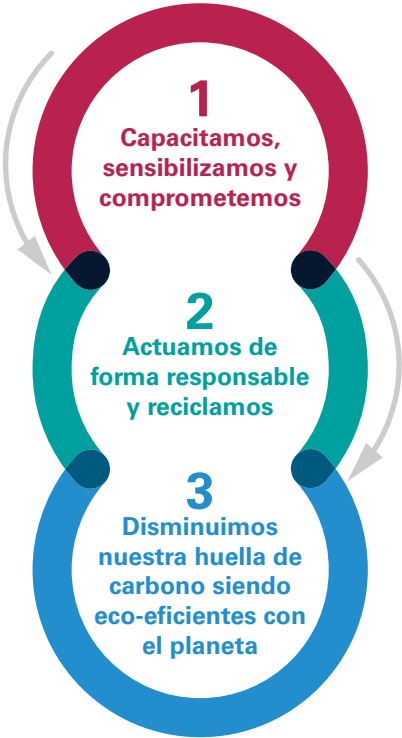 1
Capacitamos,
sensibilizamos y
comprometemos
2
Actuamos de
forma responsable
y reciclamos
3
Disminuimos
nuestra huella de
carbono siendo
eco-eficientes con
el planeta